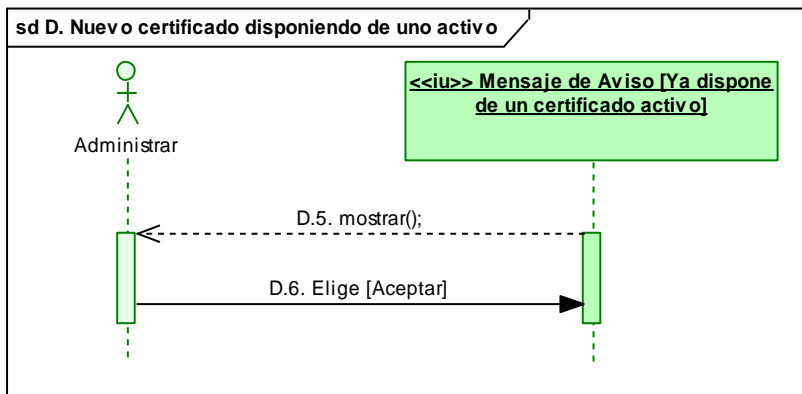 sd D. Nuevo certificado disponiendo de uno activo
<<iu>> Mensaje de Aviso [Ya dispone
de un certificado activo]
Administrar
D.5. mostrar();
D.6. Elige [Aceptar]